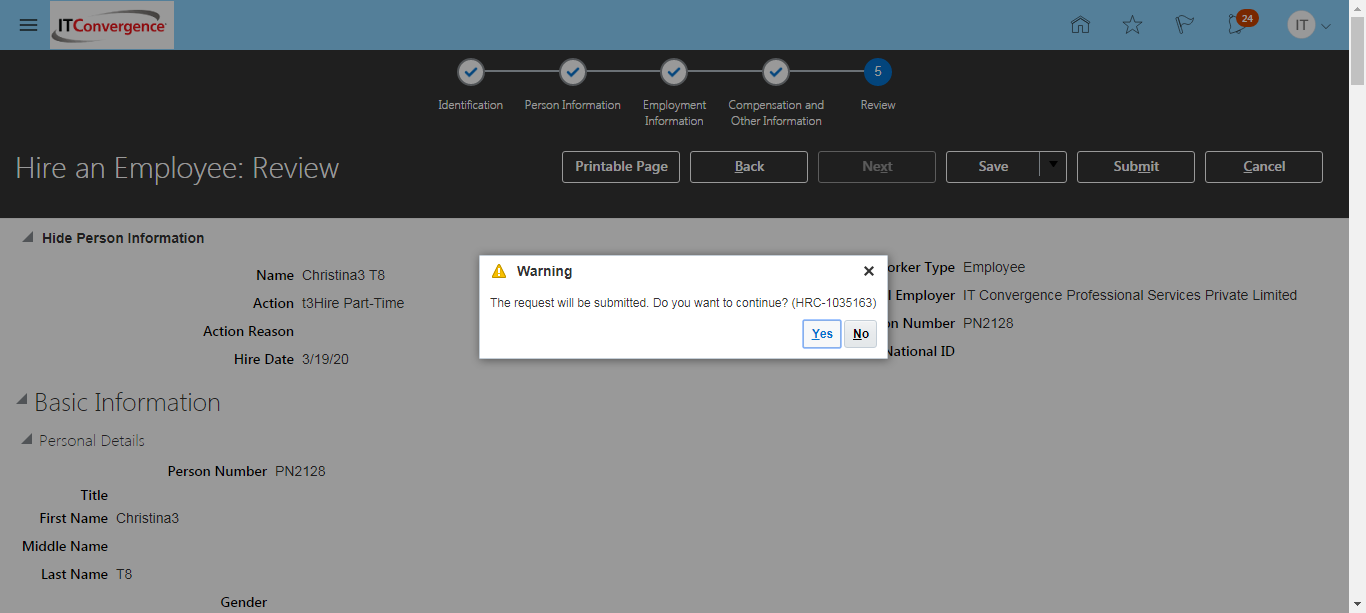 ITConvergence
24
IT
5
Identification
Person Information
Employment
Information
Compensation and
Other Information
Review
Hire an Employee: Review
Printable Page
Back
Next
Save
Submit
Cancel
Hide Person Information
Name Christina3 T8
Action t3Hire Part-Time
Action Reason
Hire Date 3/19/20
Warning
The request will be submitted. Do you want to continue? (HRC-1035163)
Yes
No
orker Type Employee
l Employer IT Convergence Professional Services Private Limited
on Number PN2128
National ID
Basic Information
Personal Details
Person Number PN2128
Title
First Name Christina3
Middle Name
Last Name T8
Gender